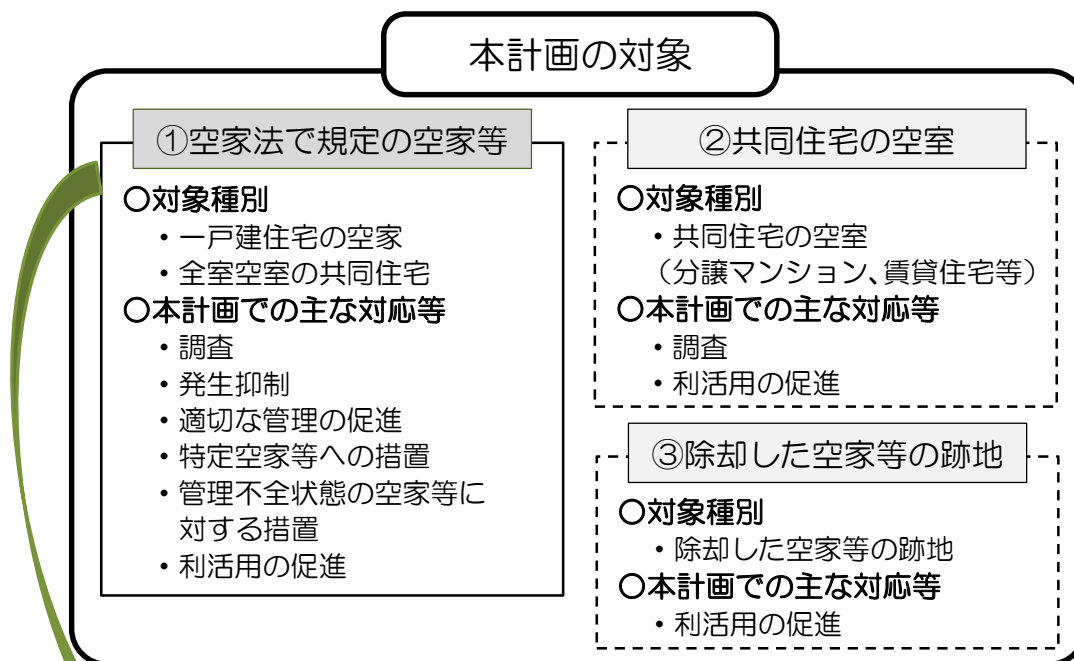 本計画の対象
①空家法で規定の空家等
〇対象種別
・一戸建住宅の空家
・全室空室の共同住宅
〇本計画での主な対応等
・調査
・発生抑制
・適切な管理の促進
・特定空家等への措置
・管理不全状態の空家等に
対する措置
・利活用の促進
②共同住宅の空室
〇対象種別
・共同住宅の空室
（分譲マンション、賃貸住宅等）
〇本計画での主な対応等
・調査
・利活用の促進
③除却した空家等の跡地
〇対象種別
・除却した空家等の跡地
〇本計画での主な対応等
・利活用の促進